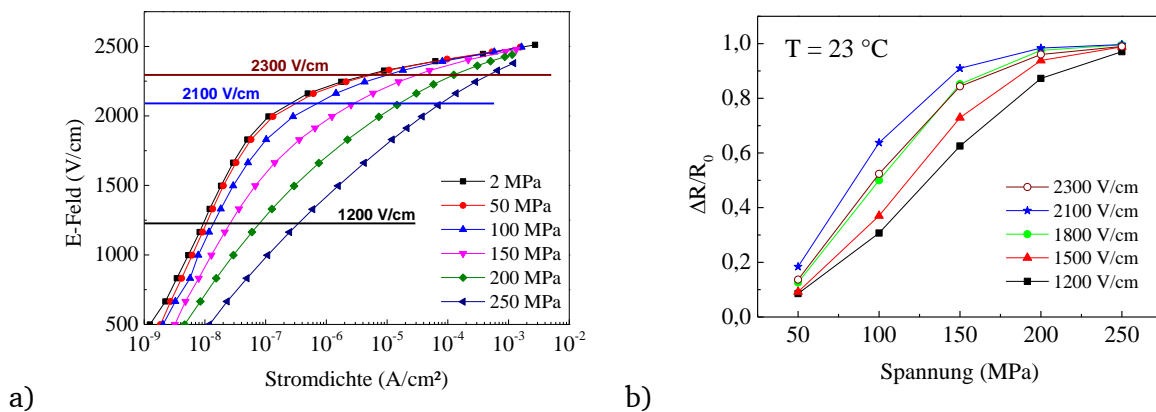 a)
E-Feld (V/cm)
2500
2000
1500
1000
500
2300 V/cm
2100 V/cm
1200 V/cm
2 MPa
50 MPa
100 MPa
150 MPa
200 MPa
250 MPa
10⁻⁹ 10⁻⁸ 10⁻⁷ 10⁻⁶ 10⁻⁵ 10⁻⁴ 10⁻³ 10⁻²
Stromdichte (A/cm²)
b)
ΔR/R₀
1,0
0,8
0,6
0,4
0,2
0,0
T = 23 °C
2300 V/cm
2100 V/cm
1800 V/cm
1500 V/cm
1200 V/cm
50 100 150 200 250
Spannung (MPa)